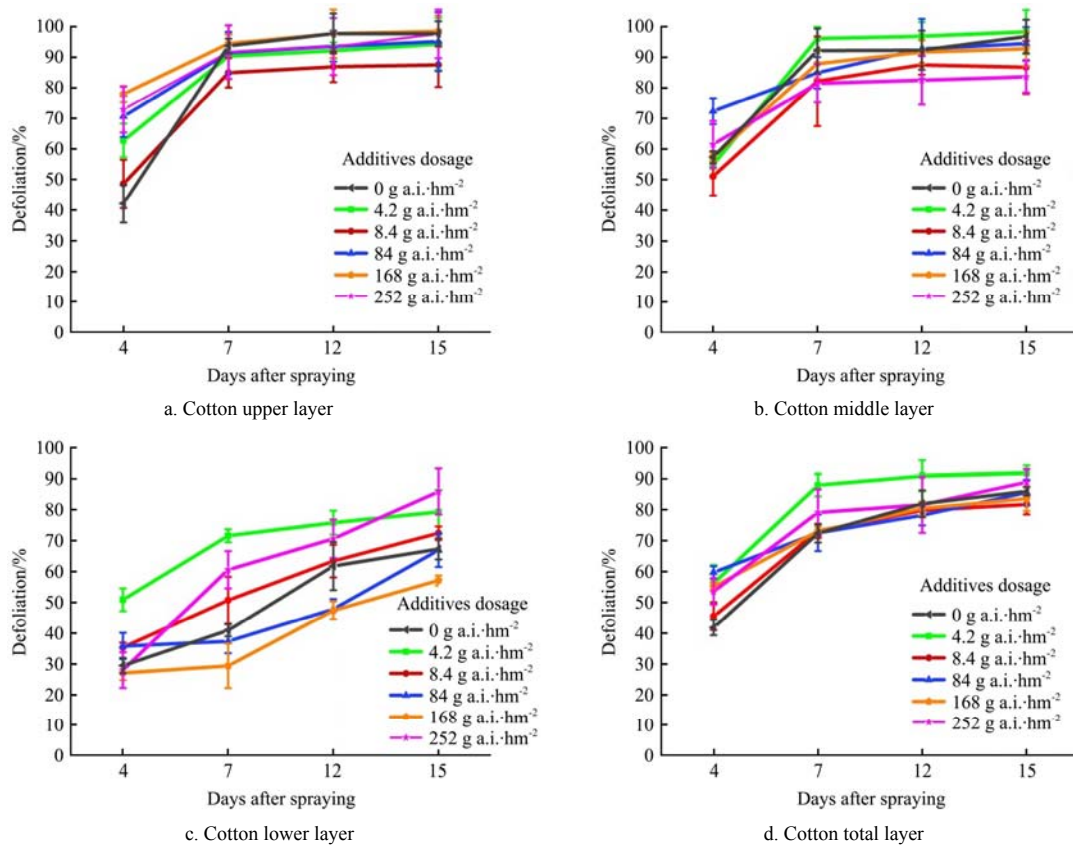 100
90
80
70
60
50
40
30
20
10
0
Defoliation/%
Additives dosage
0 g a.i.·hm⁻²
4.2 g a.i.·hm⁻²
8.4 g a.i.·hm⁻²
84 g a.i.·hm⁻²
168 g a.i.·hm⁻²
252 g a.i.·hm⁻²
4 7 12 15
Days after spraying
a. Cotton upper layer
100
90
80
70
60
50
40
30
20
10
0
Defoliation/%
Additives dosage
0 g a.i.·hm⁻²
4.2 g a.i.·hm⁻²
8.4 g a.i.·hm⁻²
84 g a.i.·hm⁻²
168 g a.i.·hm⁻²
252 g a.i.·hm⁻²
4 7 12 15
Days after spraying
b. Cotton middle layer
100
90
80
70
60
50
40
30
20
10
0
Defoliation/%
Additives dosage
0 g a.i.·hm⁻²
4.2 g a.i.·hm⁻²
8.4 g a.i.·hm⁻²
84 g a.i.·hm⁻²
168 g a.i.·hm⁻²
252 g a.i.·hm⁻²
4 7 12 15
Days after spraying
c. Cotton lower layer
100
90
80
70
60
50
40
30
20
10
0
Defoliation/%
Additives dosage
0 g a.i.·hm⁻²
4.2 g a.i.·hm⁻²
8.4 g a.i.·hm⁻²
84 g a.i.·hm⁻²
168 g a.i.·hm⁻²
252 g a.i.·hm⁻²
4 7 12 15
Days after spraying
d. Cotton total layer